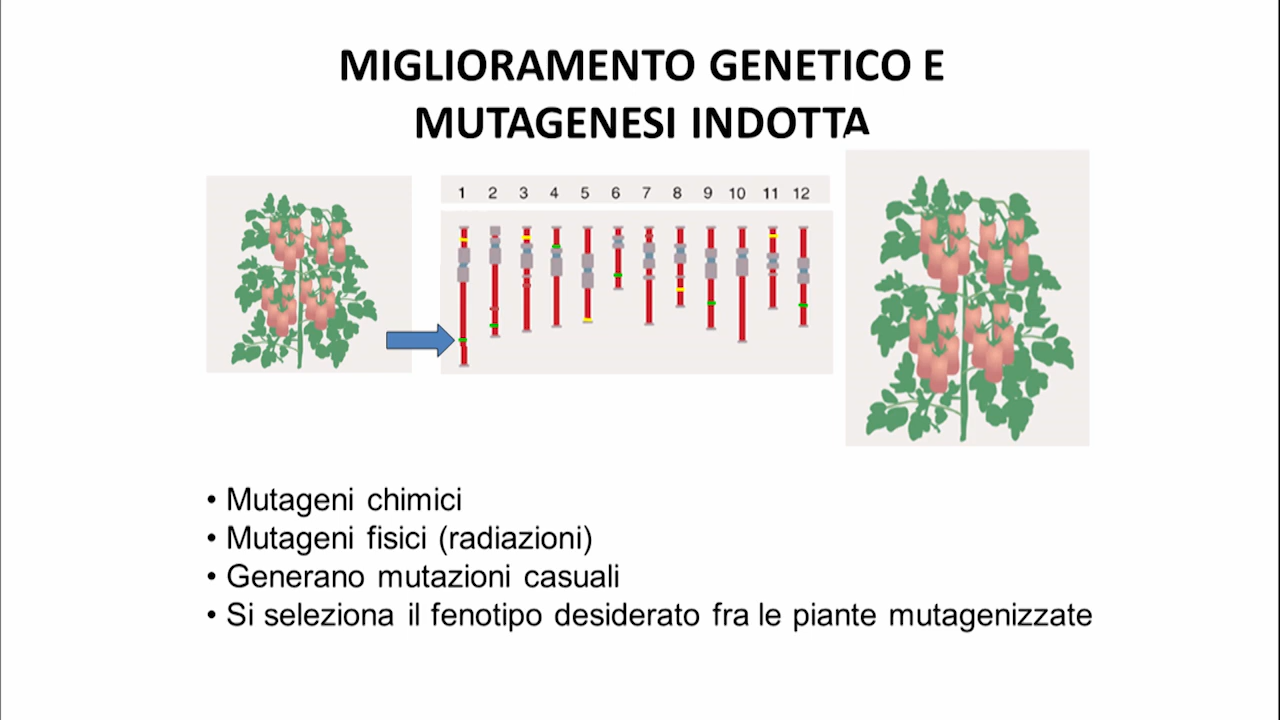 MIGLIORAMENTO GENETICO E
MUTAGENESI INDOTTA
1 2 3 4 5 6 7 8 9 10 11 12
• Mutageni chimici
• Mutageni fisici (radiazioni)
• Generano mutazioni casuali
• Si seleziona il fenotipo desiderato fra le piante mutagenizzate